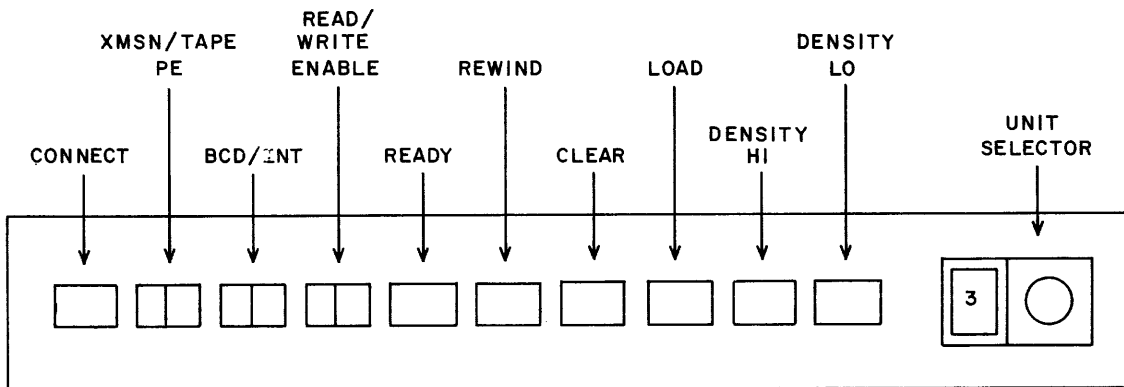 CONNECT
XMSN/TAPE
PE
BCD/INT
READ/
WRITE
ENABLE
READY
REWIND
CLEAR
LOAD
DENSITY
HI
DENSITY
LO
UNIT
SELECTOR
3